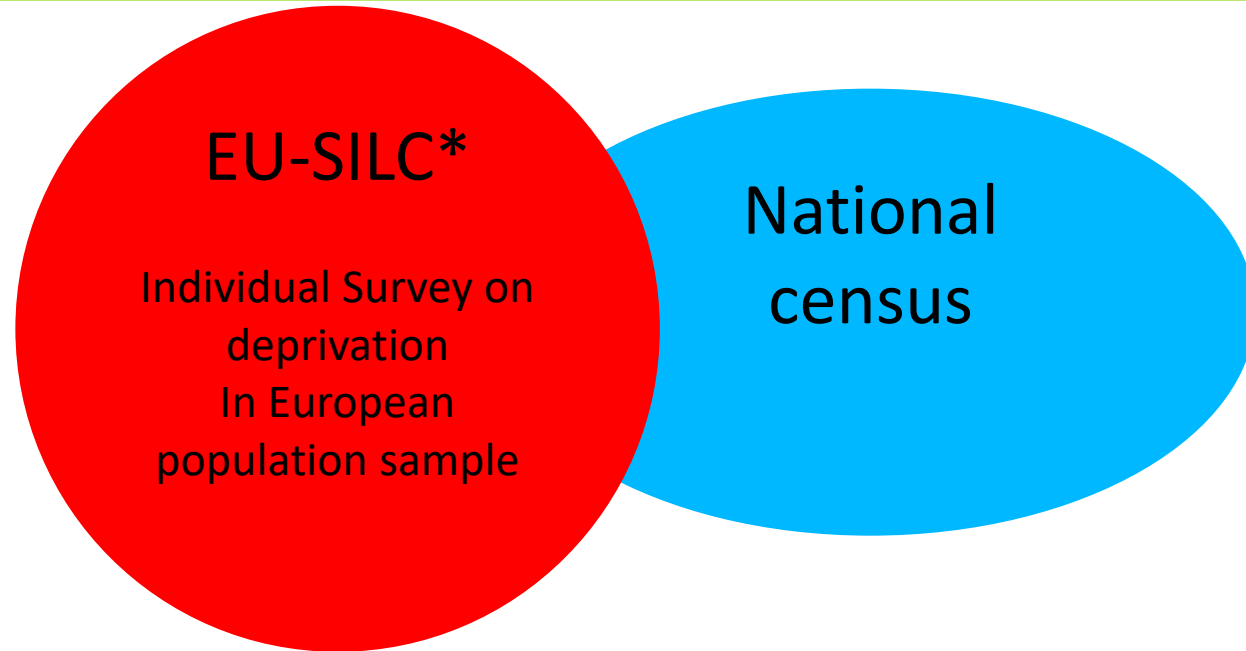 EU-SILC*
Individual Survey on
deprivation
In European
population sample
National
census